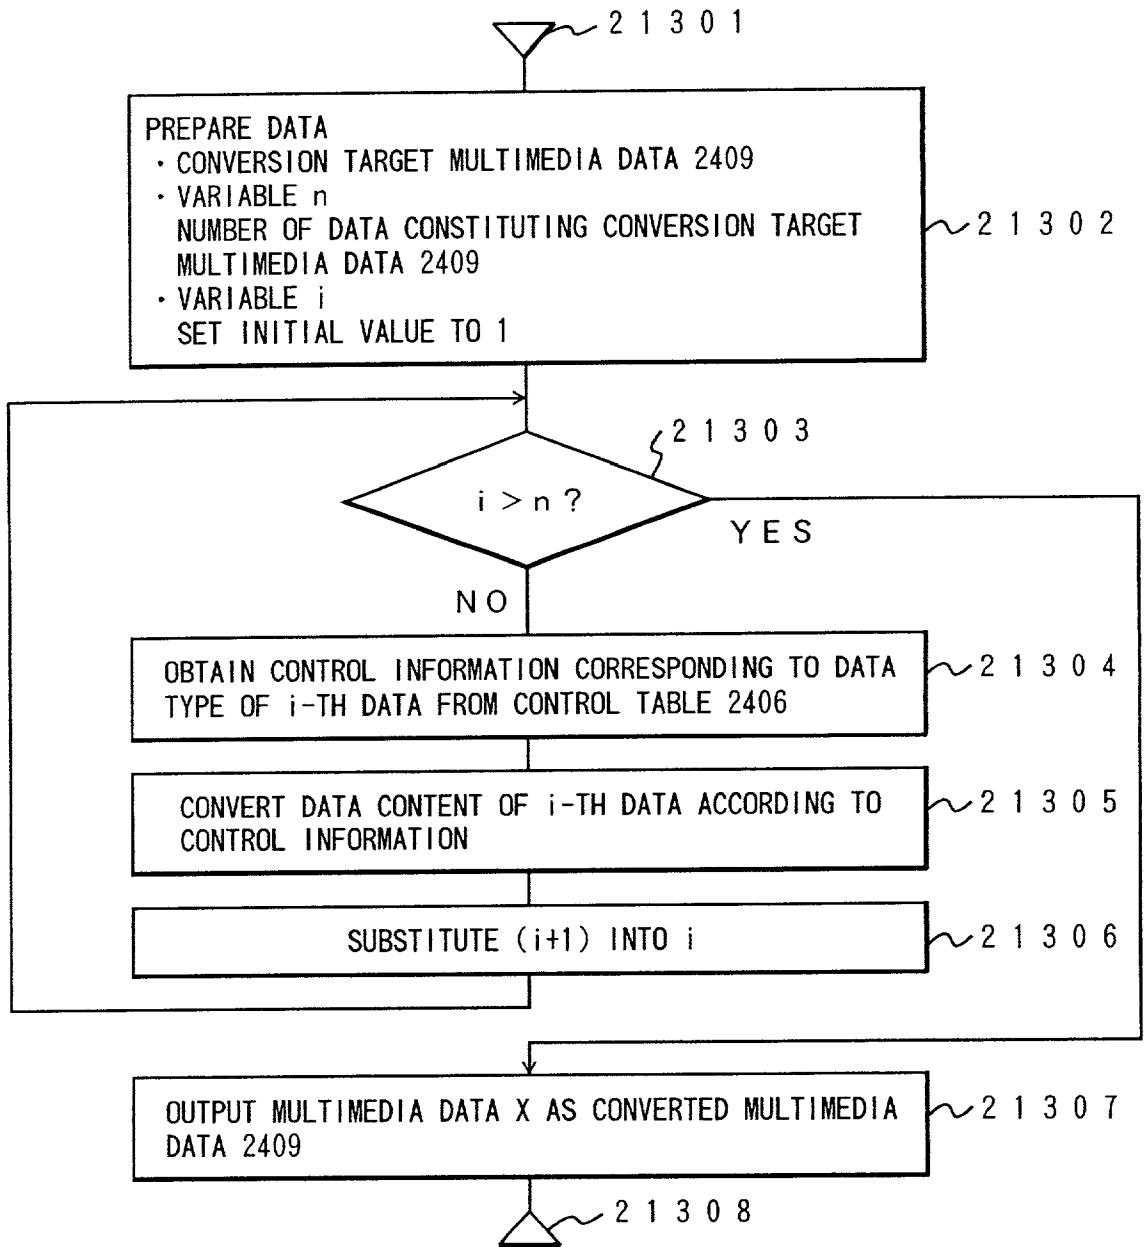 21301
PREPARE DATA
・CONVERSION TARGET MULTIMEDIA DATA 2409
・VARIABLE n
NUMBER OF DATA CONSTITUTING CONVERSION TARGET
MULTIMEDIA DATA 2409
・VARIABLE i
SET INITIAL VALUE TO 1
21302
21303
i > n ?
YES
NO
OBTAIN CONTROL INFORMATION CORRESPONDING TO DATA
TYPE OF i-TH DATA FROM CONTROL TABLE 2406
21304
CONVERT DATA CONTENT OF i-TH DATA ACCORDING TO
CONTROL INFORMATION
21305
SUBSTITUTE (i+1) INTO i
21306
OUTPUT MULTIMEDIA DATA X AS CONVERTED MULTIMEDIA
DATA 2409
21307
21308